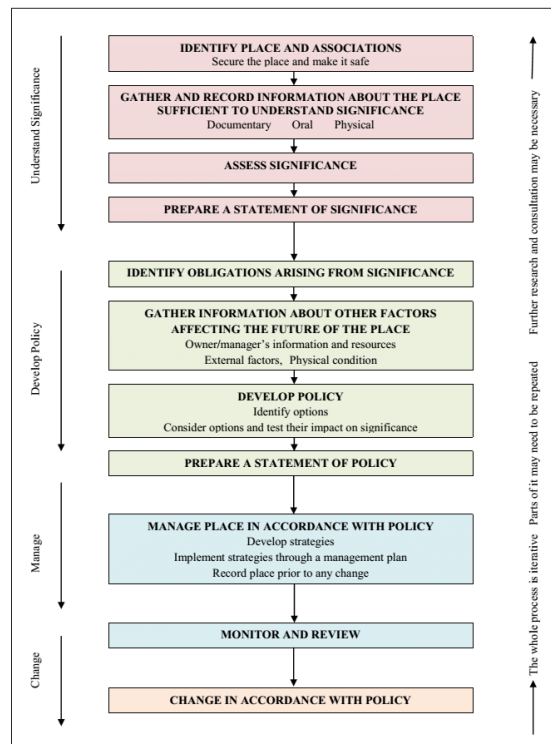 IDENTIFY PLACE AND ASSOCIATIONS
Secure the place and make it safe
GATHER AND RECORD INFORMATION ABOUT THE PLACE
SUFFICIENT TO UNDERSTAND SIGNIFICANCE
Documentary Oral Physical
ASSESS SIGNIFICANCE
PREPARE A STATEMENT OF SIGNIFICANCE
Understand Significance
IDENTIFY OBLIGATIONS ARISING FROM SIGNIFICANCE
GATHER INFORMATION ABOUT OTHER FACTORS
AFFECTING THE FUTURE OF THE PLACE
Owner/manager's information and resources
External factors, Physical condition
DEVELOP POLICY
Identify options
Consider options and test their impact on significance
PREPARE A STATEMENT OF POLICY
Develop Policy
MANAGE PLACE IN ACCORDANCE WITH POLICY
Develop strategies
Implement strategies through a management plan
Record place prior to any change
Manage
MONITOR AND REVIEW
CHANGE IN ACCORDANCE WITH POLICY
Change
The whole process is iterative Parts of it may need to be repeated Further research and consultation may be necessary